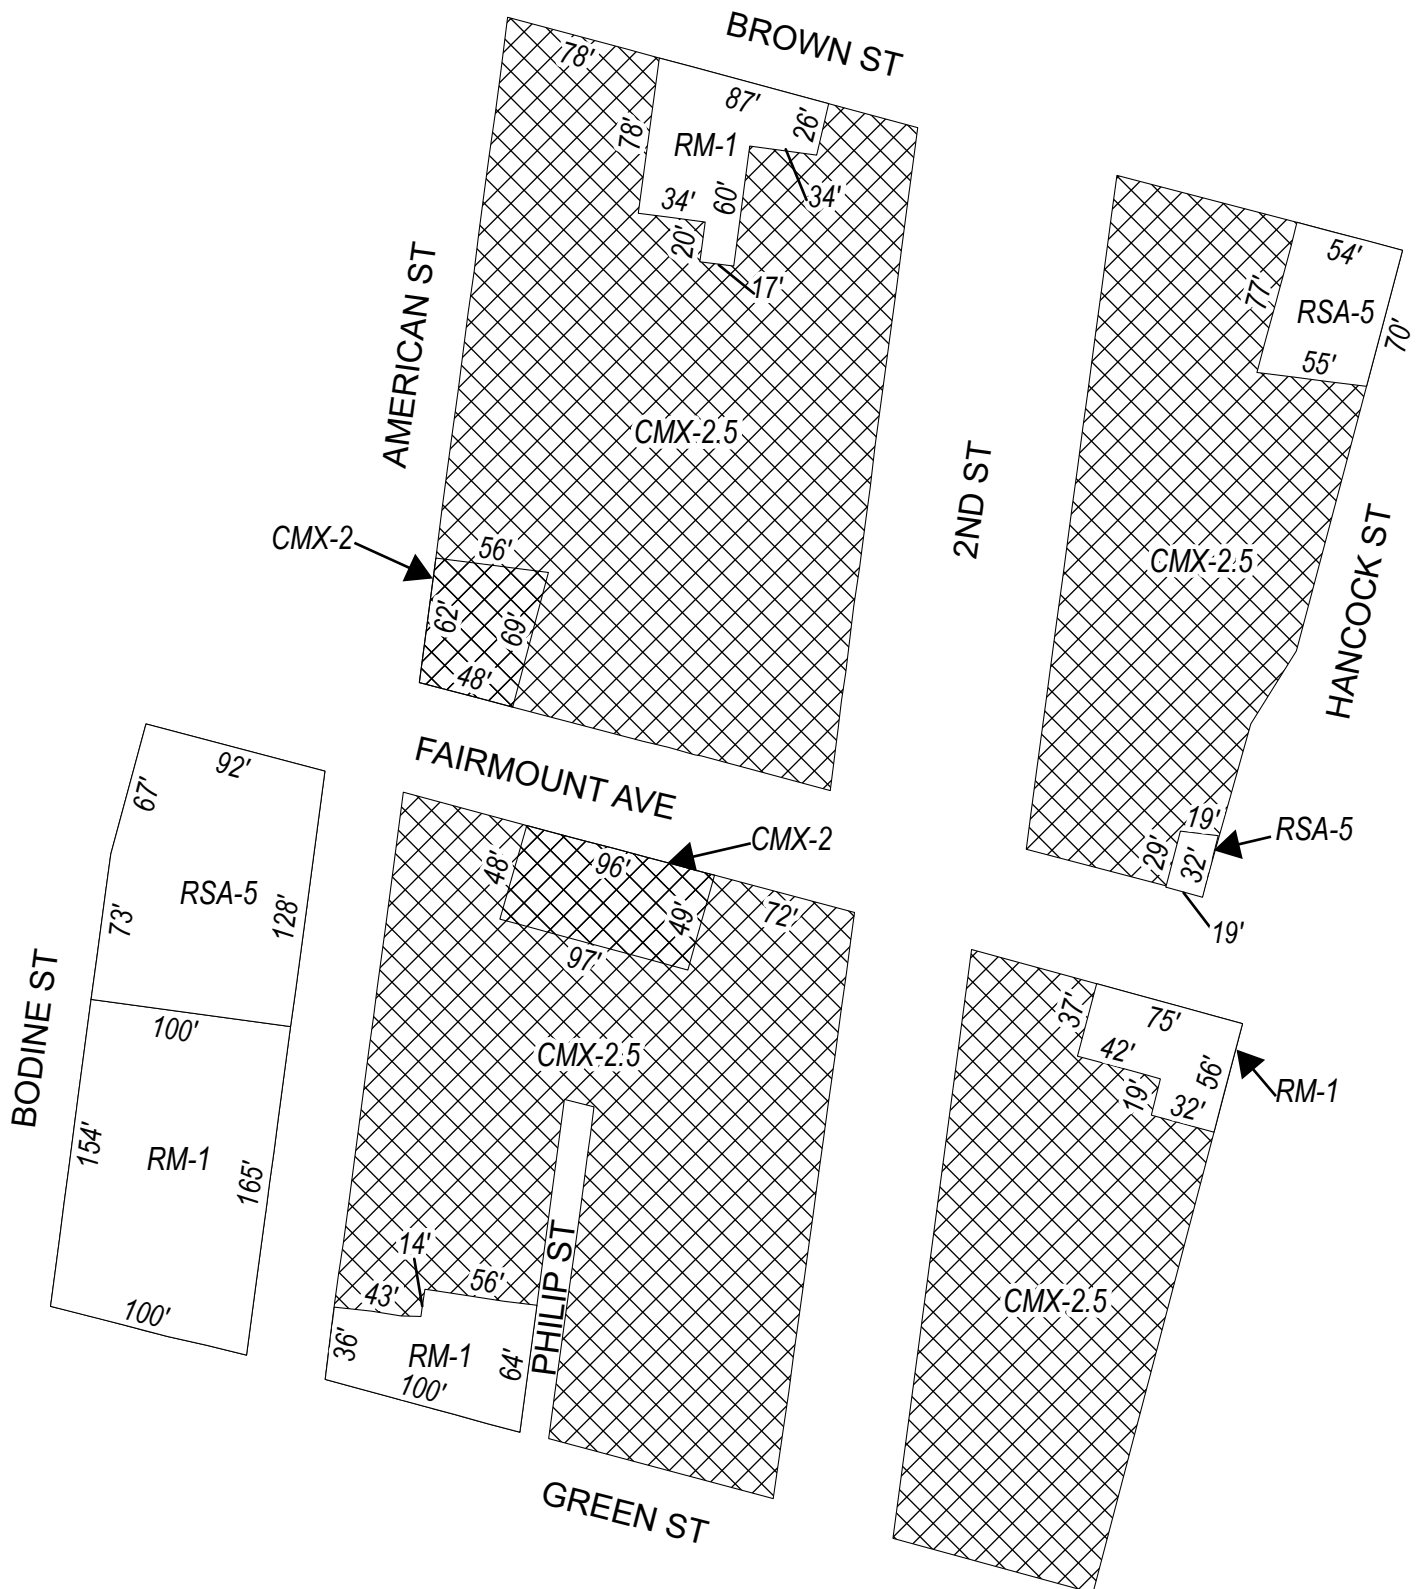 BROWN ST
78'
87'
26'
78'
RM-1
34'
60'
34'
20'
17'
54'
77'
RSA-5
70'
55'
AMERICAN ST
CMX-2.5
2ND ST
CMX-2.5
HANCOCK ST
CMX-2
56'
62'
69'
48'
FAIRMOUNT AVE
92'
67'
RSA-5
73'
128'
BODINE ST
100'
154'
RM-1
165'
100'
CMX-2
48'
96'
49'
72'
97'
CMX-2.5
19'
RSA-5
29'
32'
19'
37'
75'
42'
56'
19'
32'
RM-1
14'
43'
56'
36'
RM-1
64'
100'
PHILIP ST
CMX-2.5
GREEN ST